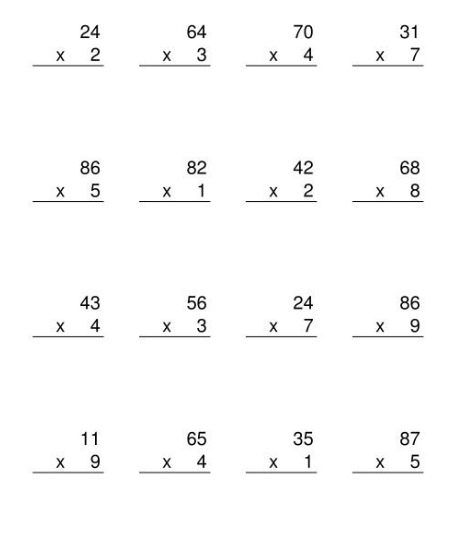 24 64 70 31
x 2 x 3 x 4 x 7
86 82 42 68
x 5 x 1 x 2 x 8
43 56 24 86
x 4 x 3 x 7 x 9
11 65 35 87
x 9 x 4 x 1 x 5